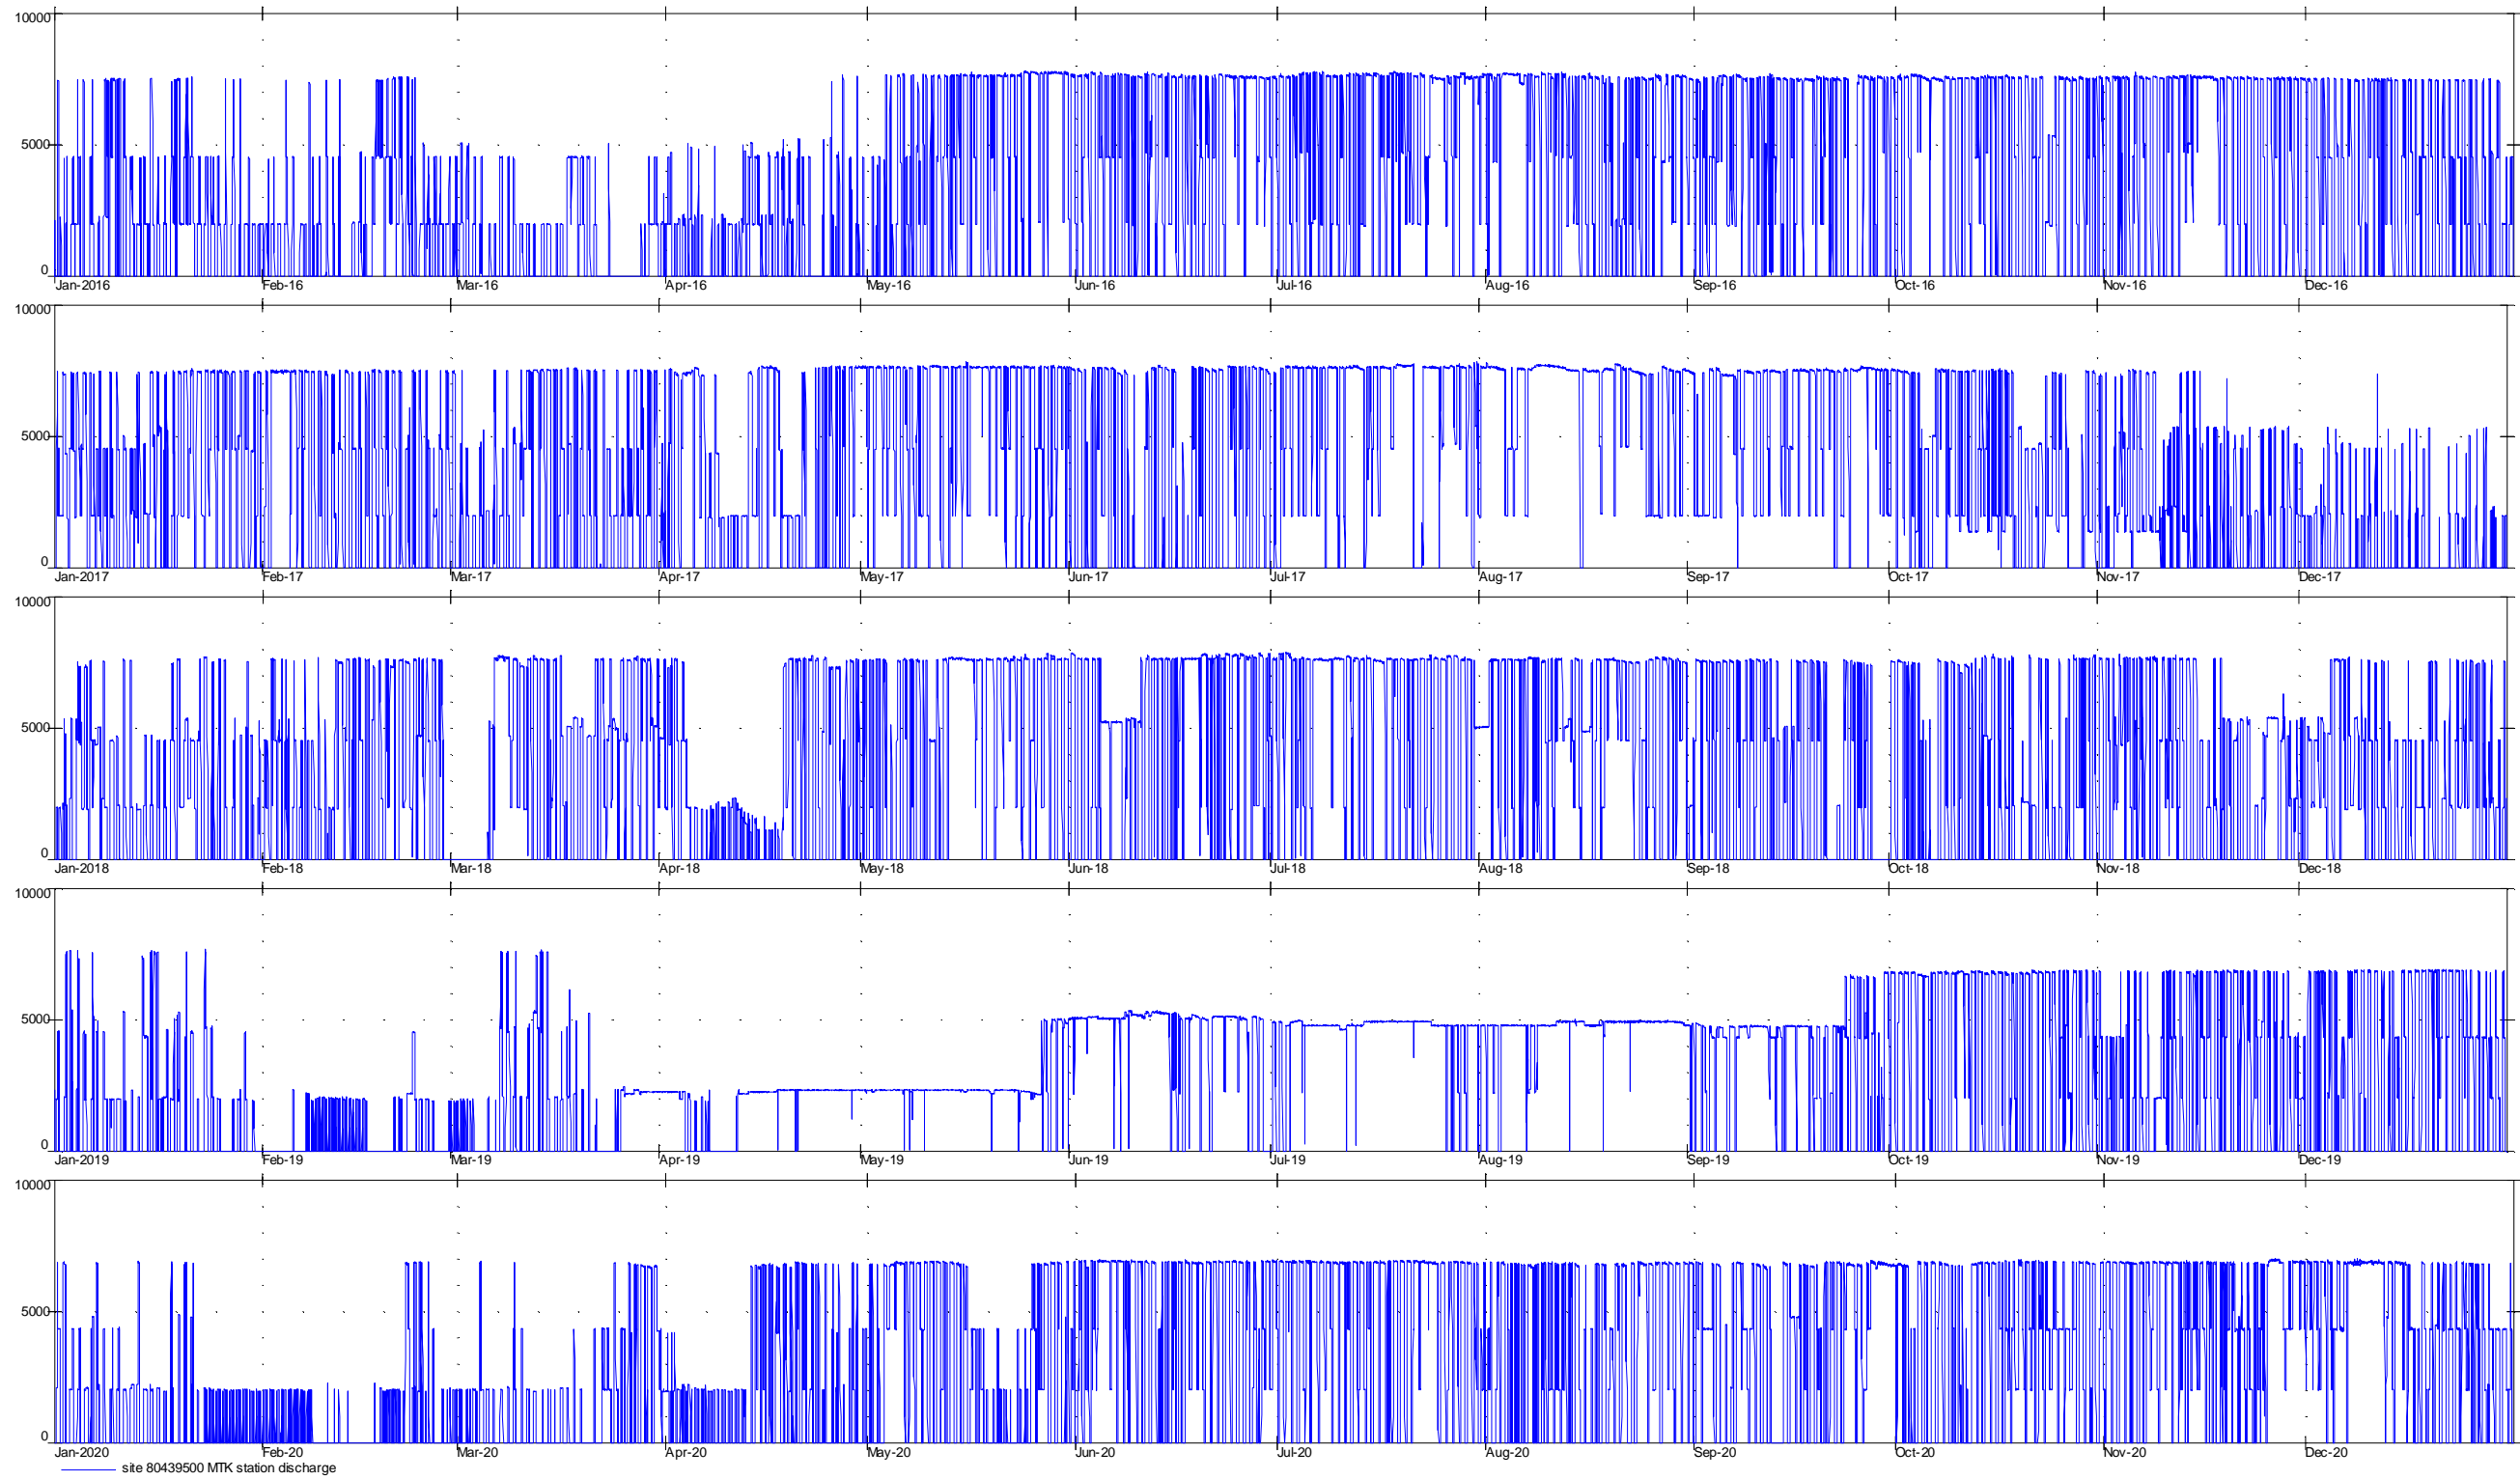 10000
5000
0
Jan-2016 Feb-16 Mar-16 Apr-16 May-16 Jun-16 Jul-16 Aug-16 Sep-16 Oct-16 Nov-16 Dec-16
10000
5000
0
Jan-2017 Feb-17 Mar-17 Apr-17 May-17 Jun-17 Jul-17 Aug-17 Sep-17 Oct-17 Nov-17 Dec-17
10000
5000
0
Jan-2018 Feb-18 Mar-18 Apr-18 May-18 Jun-18 Jul-18 Aug-18 Sep-18 Oct-18 Nov-18 Dec-18
10000
5000
0
Jan-2019 Feb-19 Mar-19 Apr-19 May-19 Jun-19 Jul-19 Aug-19 Sep-19 Oct-19 Nov-19 Dec-19
10000
5000
0
Jan-2020 Feb-20 Mar-20 Apr-20 May-20 Jun-20 Jul-20 Aug-20 Sep-20 Oct-20 Nov-20 Dec-20
site 80439500 MTK station discharge